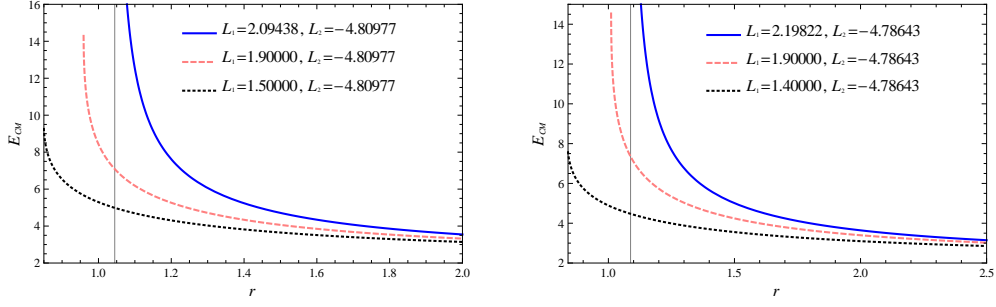 L₁=2.09438, L₂=−4.80977
L₁=1.90000, L₂=−4.80977
L₁=1.50000, L₂=−4.80977
E_CM
16
14
12
10
8
6
4
2
1.0 1.2 1.4 1.6 1.8 2.0
r
L₁=2.19822, L₂=−4.78643
L₁=1.90000, L₂=−4.78643
L₁=1.40000, L₂=−4.78643
E_CM
14
12
10
8
6
4
2
1.0 1.5 2.0 2.5
r